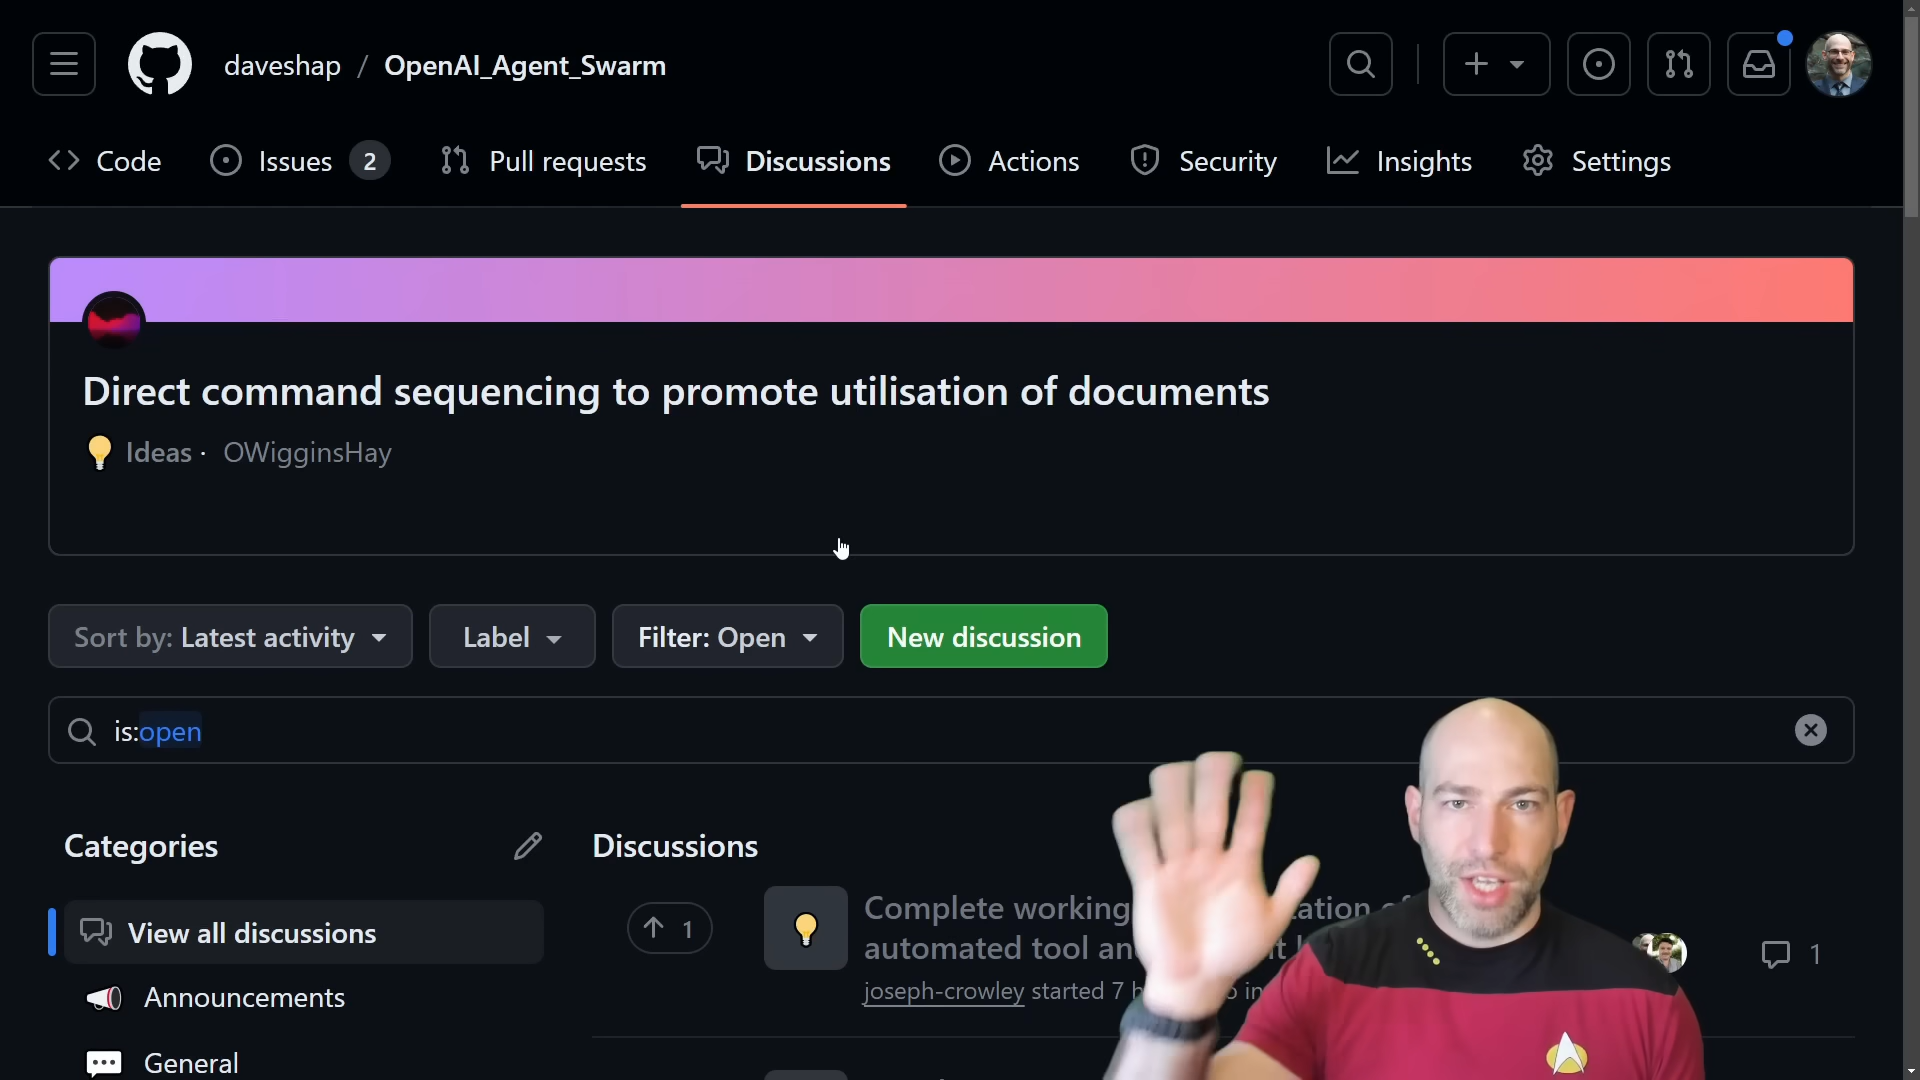 daveshap / OpenAI_Agent_Swarm
Code Issues 2 Pull requests Discussions Actions Security Insights Settings
Direct command sequencing to promote utilisation of documents
Ideas · OWigginsHay
Sort by: Latest activity Label Filter: Open New discussion
is:open
Categories
Discussions
View all discussions
1
Complete working
automated tool
joseph-crowley started 7
1
Announcements
General